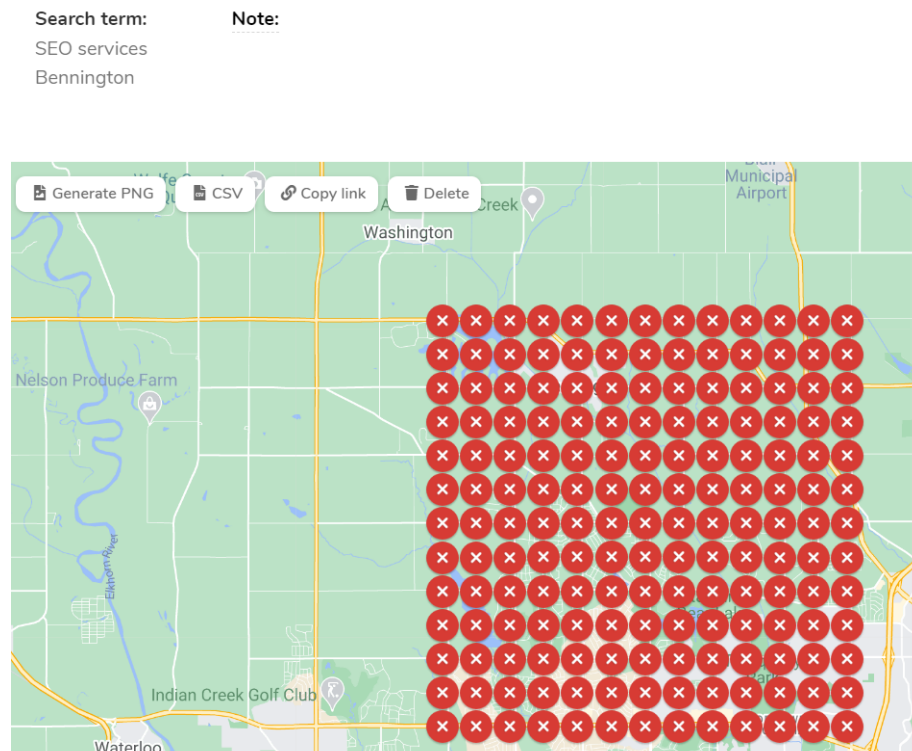 Search term:
Note:
SEO services
Bennington
Municipal
Airport
Generate PNG
CSV
Copy link
Delete
Creek
Washington
Nelson Produce Farm
Elkhorn River
Indian Creek Golf Club
Waterloo